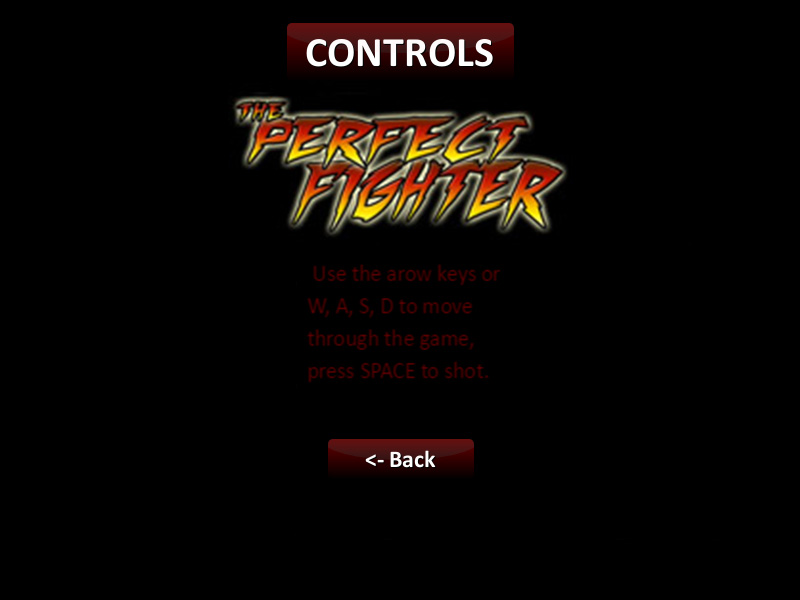 CONTROLS
THE
PERFECT
FIGHTER
Use the arow keys or
W, A, S, D to move
through the game,
press SPACE to shot.
<- Back